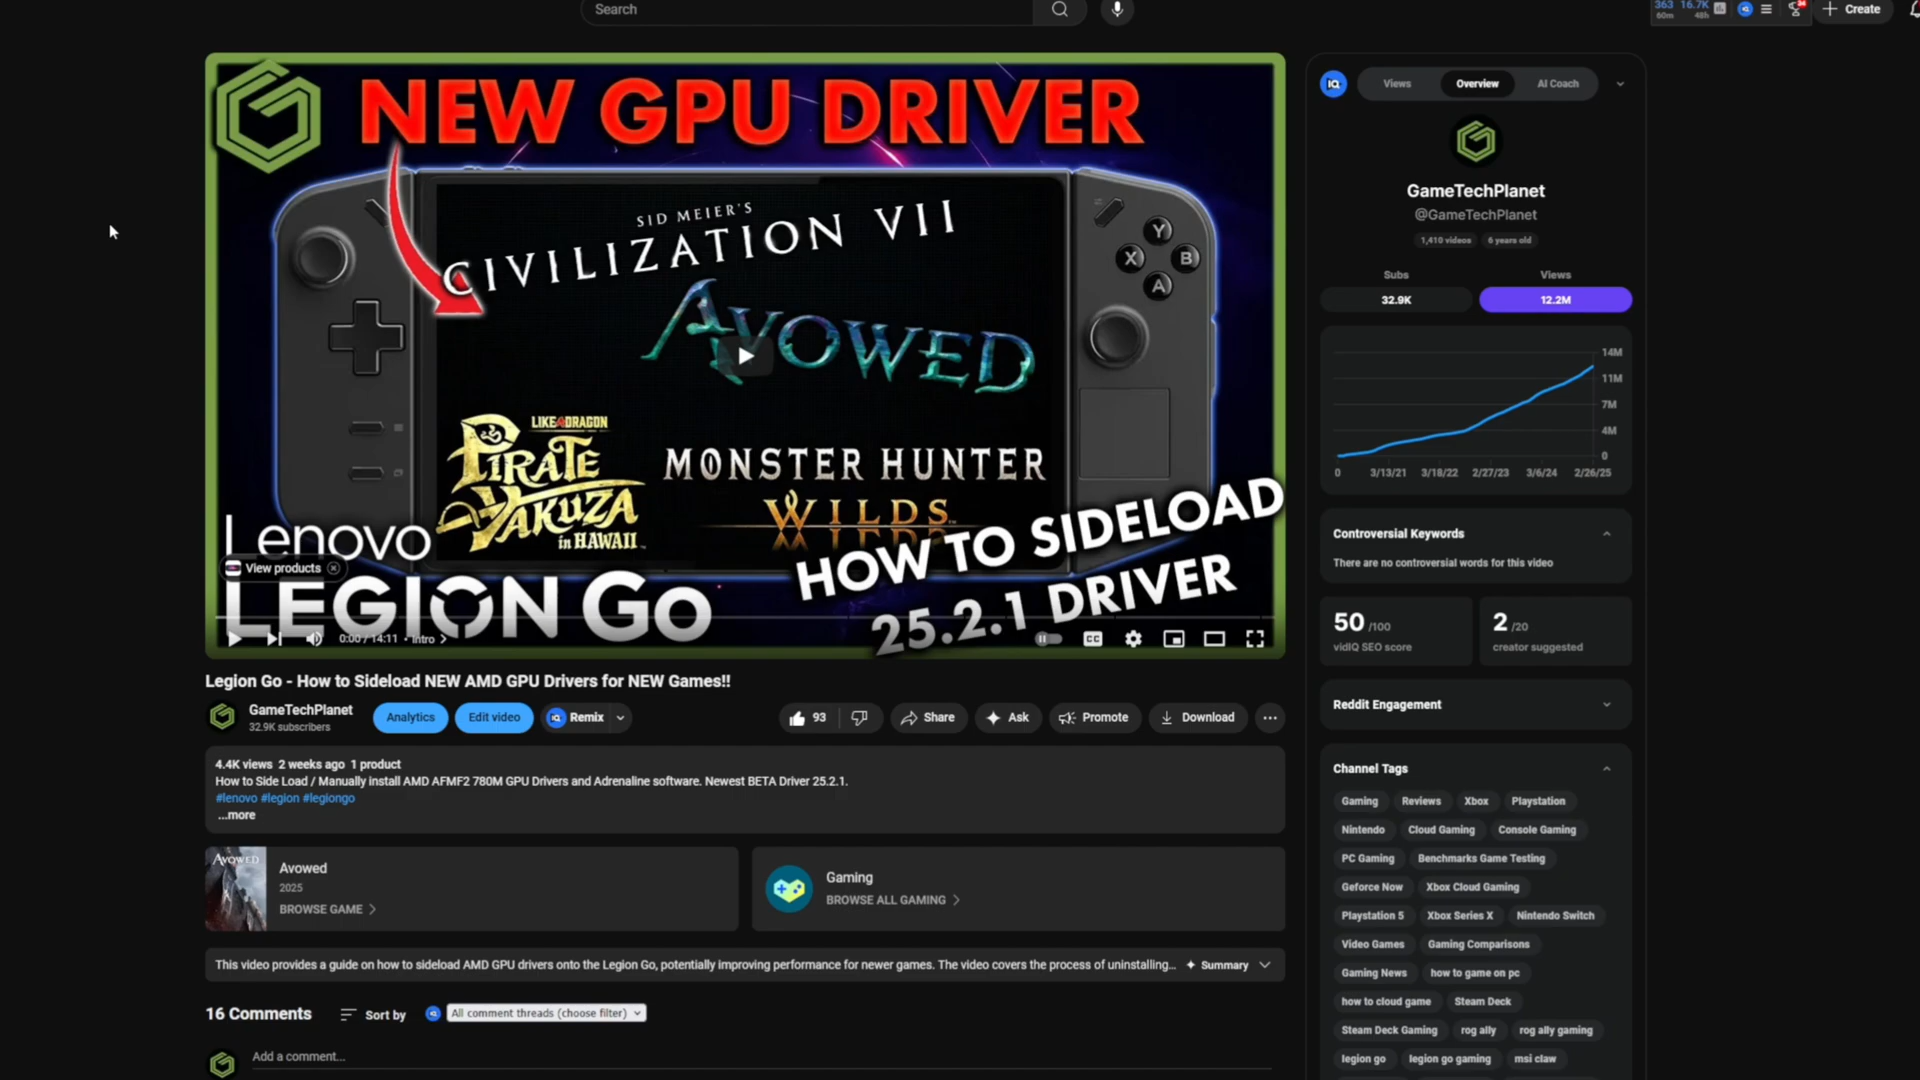 Search
363 16.7K
60m 48h
Create
NEW GPU DRIVER
SID MEIER'S
CIVILIZATION VII
AVOWED
LIKE A DRAGON
PIRATE
YAKUZA
in HAWAII
MONSTER HUNTER
WILDS
Y
X
B
A
Lenovo
LEGION GO
HOW TO SIDELOAD
25.2.1 DRIVER
View products
0:00 / 14:11 • Intro
CC
Legion Go - How to Sideload NEW AMD GPU Drivers for NEW Games!!
GameTechPlanet
32.9K subscribers
Analytics
Edit video
Remix
93
Share
Ask
Promote
Download
4.4K views 2 weeks ago 1 product
How to Side Load / Manually install AMD AFMF2 780M GPU Drivers and Adrenaline software. Newest BETA Driver 25.2.1.
#lenovo #legion #legiongo
...more
AVOWED
Avowed
2025
BROWSE GAME
Gaming
BROWSE ALL GAMING
This video provides a guide on how to sideload AMD GPU drivers onto the Legion Go, potentially improving performance for newer games. The video covers the process of uninstalling...
Summary
16 Comments
Sort by
All comment threads (choose filter)
Add a comment...
IQ
Views
Overview
AI Coach
GameTechPlanet
@GameTechPlanet
1,410 videos
6 years old
Subs
Views
32.9K
12.2M
14M
11M
7M
4M
0
0 3/13/21 3/18/22 2/27/23 3/6/24 2/26/25
Controversial Keywords
There are no controversial words for this video
50 /100
vidIQ SEO score
2 /20
creator suggested
Reddit Engagement
Channel Tags
Gaming Reviews Xbox Playstation
Nintendo Cloud Gaming Console Gaming
PC Gaming Benchmarks Game Testing
Geforce Now Xbox Cloud Gaming
Playstation 5 Xbox Series X Nintendo Switch
Video Games Gaming Comparisons
Gaming News how to game on pc
how to cloud game Steam Deck
Steam Deck Gaming rog ally rog ally gaming
legion go legion go gaming msi claw